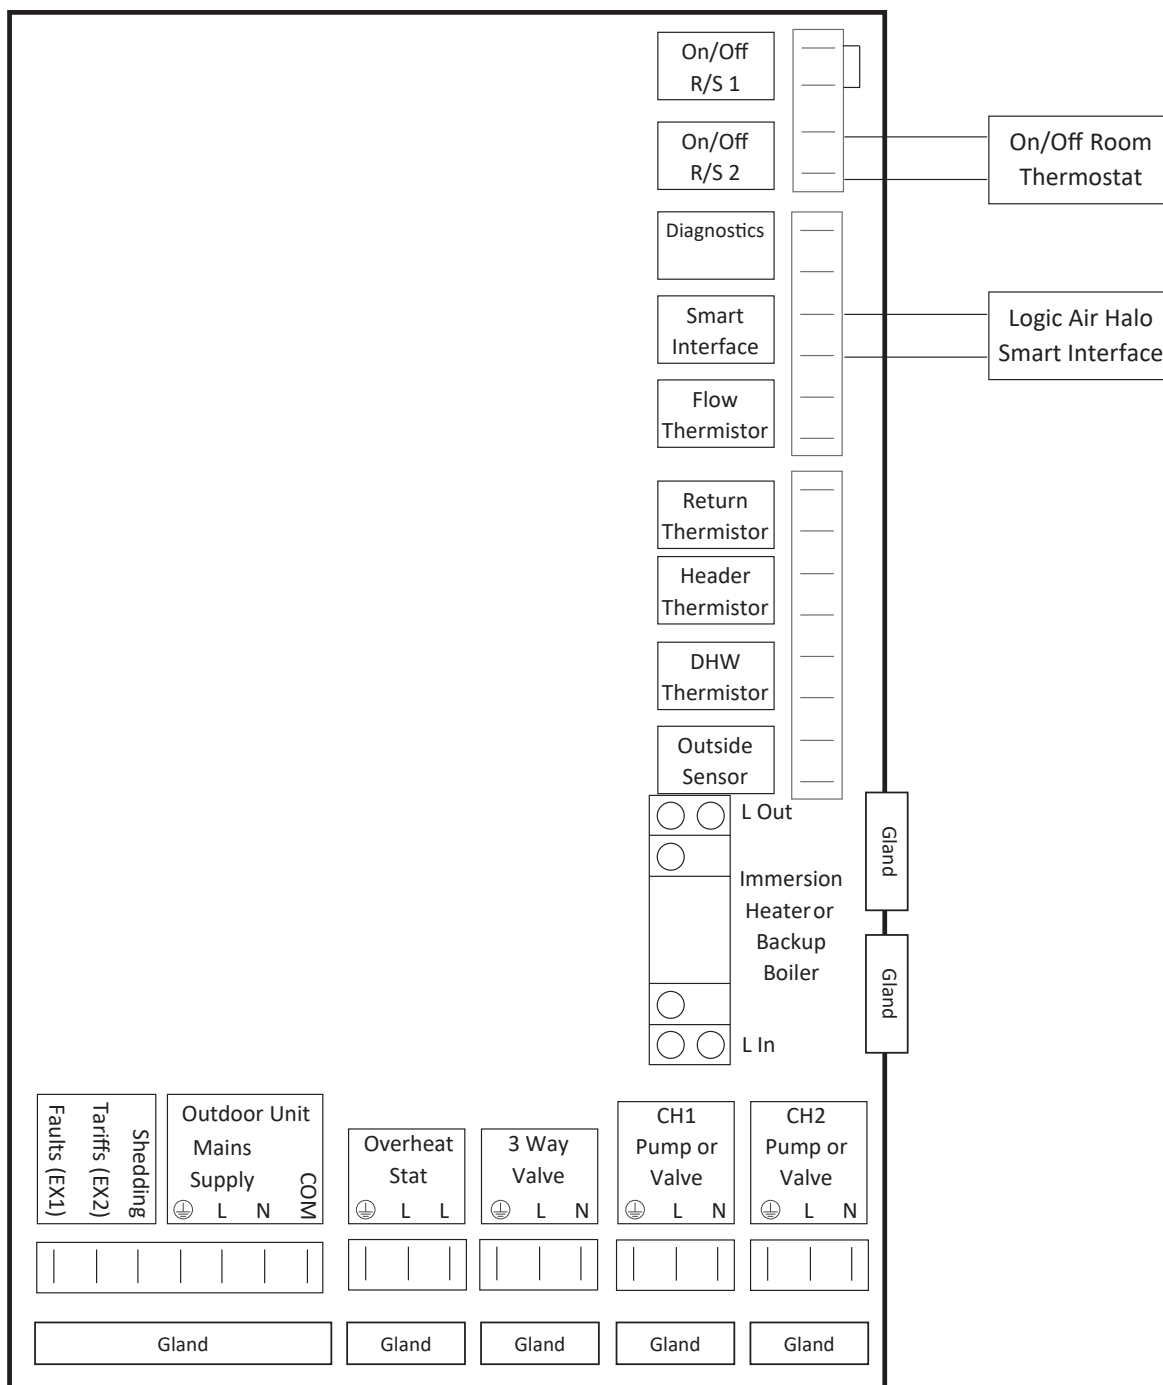 On/Off
R/S 1
On/Off
R/S 2
On/Off Room
Thermostat
Diagnostics
Smart
Interface
Logic Air Halo
Smart Interface
Flow
Thermistor
Return
Thermistor
Header
Thermistor
DHW
Thermistor
Outside
Sensor
L Out
Immersion
Heater or
Backup
Boiler
L In
Gland
Gland
Faults (EX1)
Tariffs (EX2)
Shedding
Outdoor Unit
Mains
Supply
L N
COM
Overheat
Stat
L L
3 Way
Valve
L N
CH1
Pump or
Valve
L N
CH2
Pump or
Valve
L N
Gland
Gland
Gland
Gland
Gland